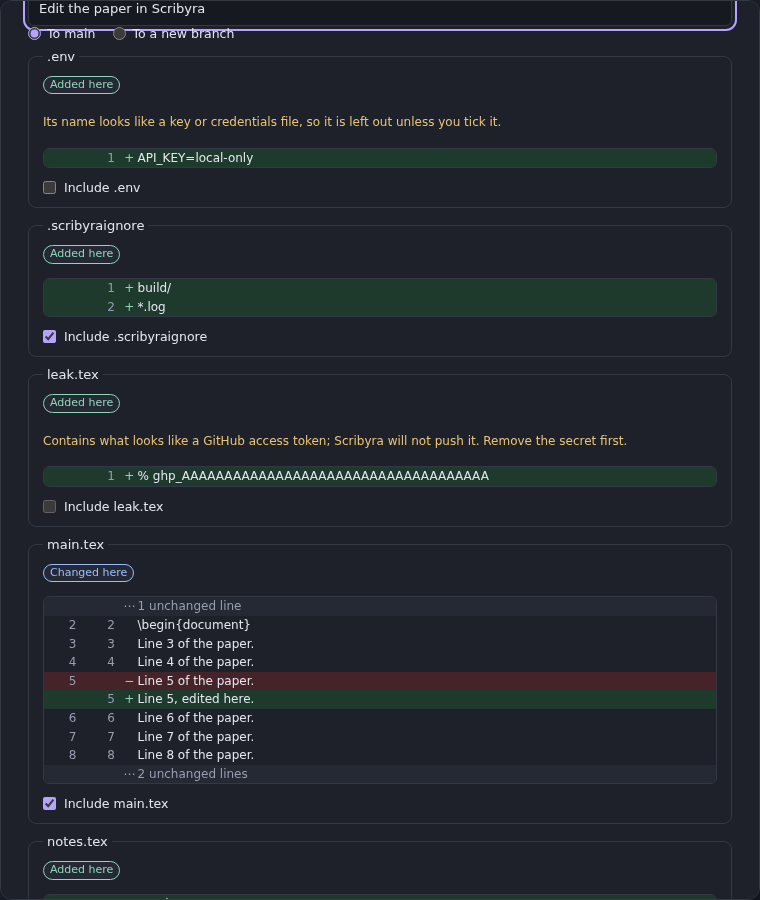 Edit the paper in Scribyra
To main To a new branch
.env
Added here
Its name looks like a key or credentials file, so it is left out unless you tick it.
1 + API_KEY=local-only
Include .env
.scribyraignore
Added here
1 + build/
2 + *.log
Include .scribyraignore
leak.tex
Added here
Contains what looks like a GitHub access token; Scribyra will not push it. Remove the secret first.
1 + % ghp_AAAAAAAAAAAAAAAAAAAAAAAAAAAAAAAAAAAA
Include leak.tex
main.tex
Changed here
⋯ 1 unchanged line
2 2 \begin{document}
3 3 Line 3 of the paper.
4 4 Line 4 of the paper.
5 − Line 5 of the paper.
5 + Line 5, edited here.
6 6 Line 6 of the paper.
7 7 Line 7 of the paper.
8 8 Line 8 of the paper.
⋯ 2 unchanged lines
Include main.tex
notes.tex
Added here